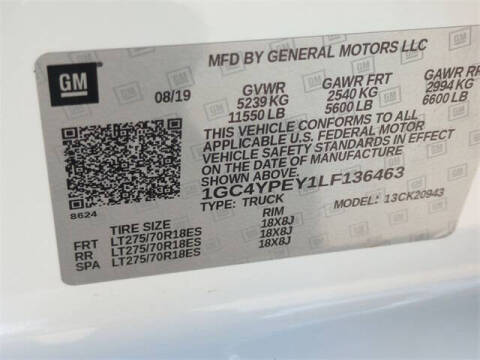 MFD BY GENERAL MOTORS LLC
GM
08/19 GVWR GAWR FRT GAWR RR
5239 KG 2540 KG 2994 KG
11550 LB 5600 LB 6600 LB
THIS VEHICLE CONFORMS TO ALL
APPLICABLE U.S. FEDERAL MOTOR
VEHICLE SAFETY STANDARDS IN EFFECT
ON THE DATE OF MANUFACTURE
1GC4YPEY1LF136463
8624
TYPE: TRUCK MODEL: 13CK20943
TIRE SIZE RIM
FRT LT275/70R18ES 18X8J
RR LT275/70R18ES 18X8J
SPA LT275/70R18ES 18X8J